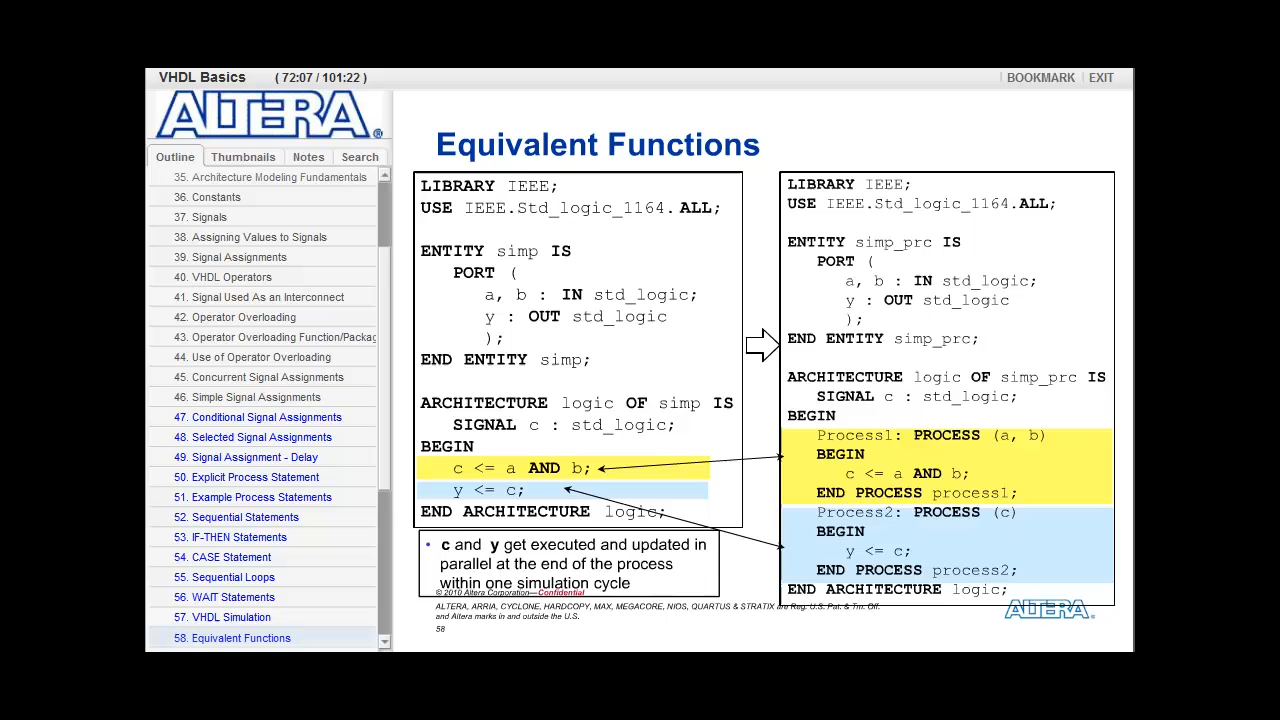 VHDL Basics ( 72:07 / 101:22 )
BOOKMARK EXIT
ALTERA®
Outline Thumbnails Notes Search
35. Architecture Modeling Fundamentals
36. Constants
37. Signals
38. Assigning Values to Signals
39. Signal Assignments
40. VHDL Operators
41. Signal Used As an Interconnect
42. Operator Overloading
43. Operator Overloading Function/Packag
44. Use of Operator Overloading
45. Concurrent Signal Assignments
46. Simple Signal Assignments
47. Conditional Signal Assignments
48. Selected Signal Assignments
49. Signal Assignment - Delay
50. Explicit Process Statement
51. Example Process Statements
52. Sequential Statements
53. IF-THEN Statements
54. CASE Statement
55. Sequential Loops
56. WAIT Statements
57. VHDL Simulation
58. Equivalent Functions
Equivalent Functions
LIBRARY IEEE;
USE IEEE.Std_logic_1164.ALL;
ENTITY simp IS
PORT (
a, b : IN std_logic;
y : OUT std_logic
);
END ENTITY simp;
ARCHITECTURE logic OF simp IS
SIGNAL c : std_logic;
BEGIN
c <= a AND b;
y <= c;
END ARCHITECTURE logic;
• c and y get executed and updated in
parallel at the end of the process
within one simulation cycle
LIBRARY IEEE;
USE IEEE.Std_logic_1164.ALL;
ENTITY simp_prc IS
PORT (
a, b : IN std_logic;
y : OUT std_logic
);
END ENTITY simp_prc;
ARCHITECTURE logic OF simp_prc IS
SIGNAL c : std_logic;
BEGIN
Process1: PROCESS (a, b)
BEGIN
c <= a AND b;
END PROCESS process1;
Process2: PROCESS (c)
BEGIN
y <= c;
END PROCESS process2;
END ARCHITECTURE logic;
© 2010 Altera Corporation—Confidential
ALTERA, ARRIA, CYCLONE, HARDCOPY, MAX, MEGACORE, NIOS, QUARTUS & STRATIX are Reg. U.S. Pat. & Tm. Off.
and Altera marks in and outside the U.S.
58
ALTERA.